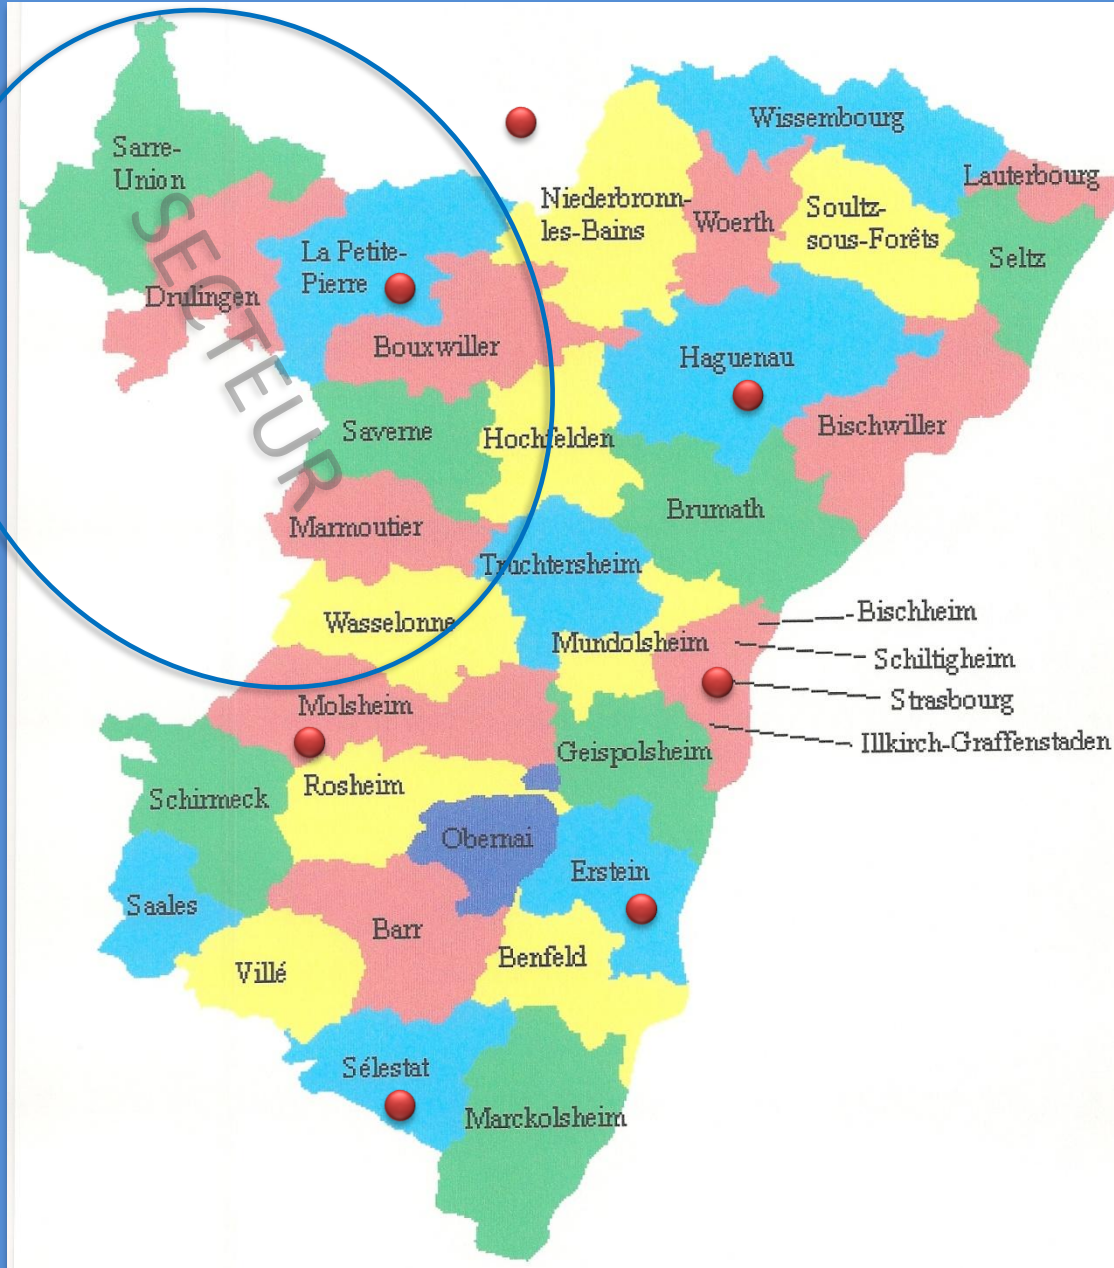 Wissembourg
Sarre-
Union
Lauterbourg
Niederbronn-
les-Bains
Woerth
Soultz-
sous-Forêts
Seltz
SECTEUR
La Petite-
Pierre
Drulingen
Bouxwiller
Haguenau
Saverne
Hochfelden
Bischwiller
Marmoutier
Brumath
Truchtersheim
Bischheim
Wasselonne
Mundolsheim
Schiltigheim
Strasbourg
Molsheim
Illkirch-Graffenstaden
Geispolsheim
Rosheim
Schirmeck
Obernai
Erstein
Saales
Barr
Benfeld
Villé
Sélestat
Marckolsheim